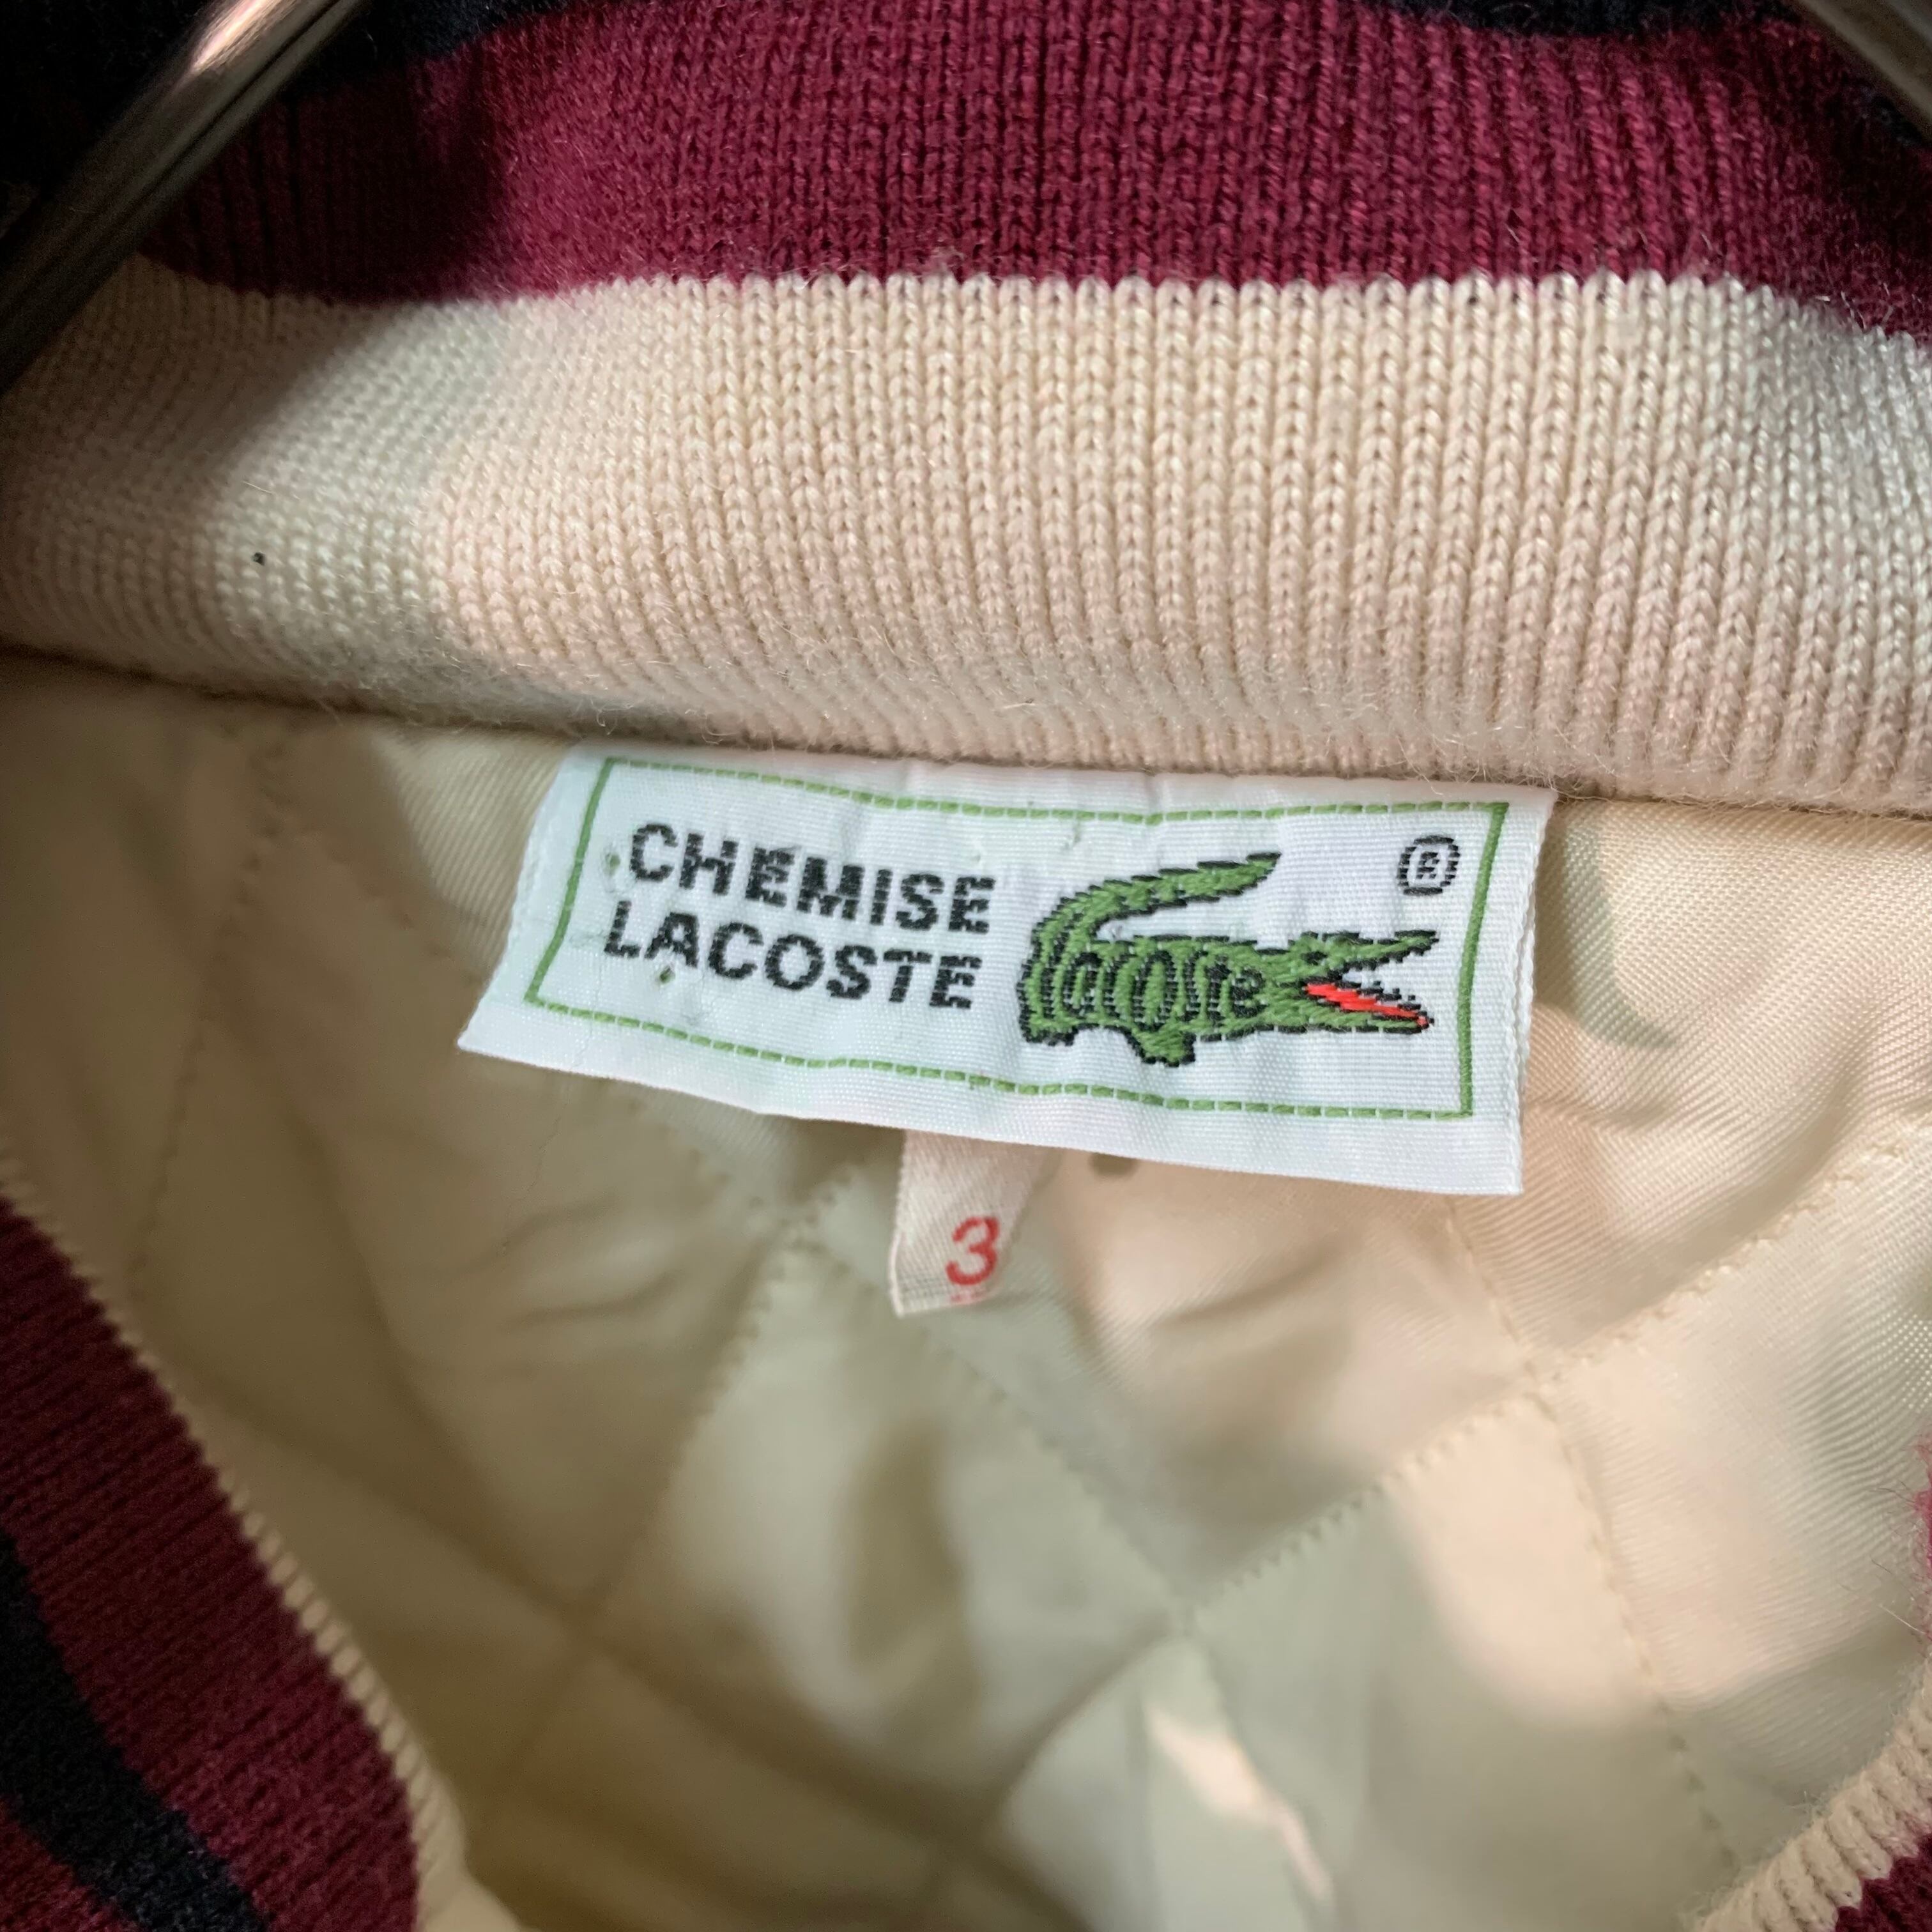 CHEMISE
LACOSTE
®
lacoste
3